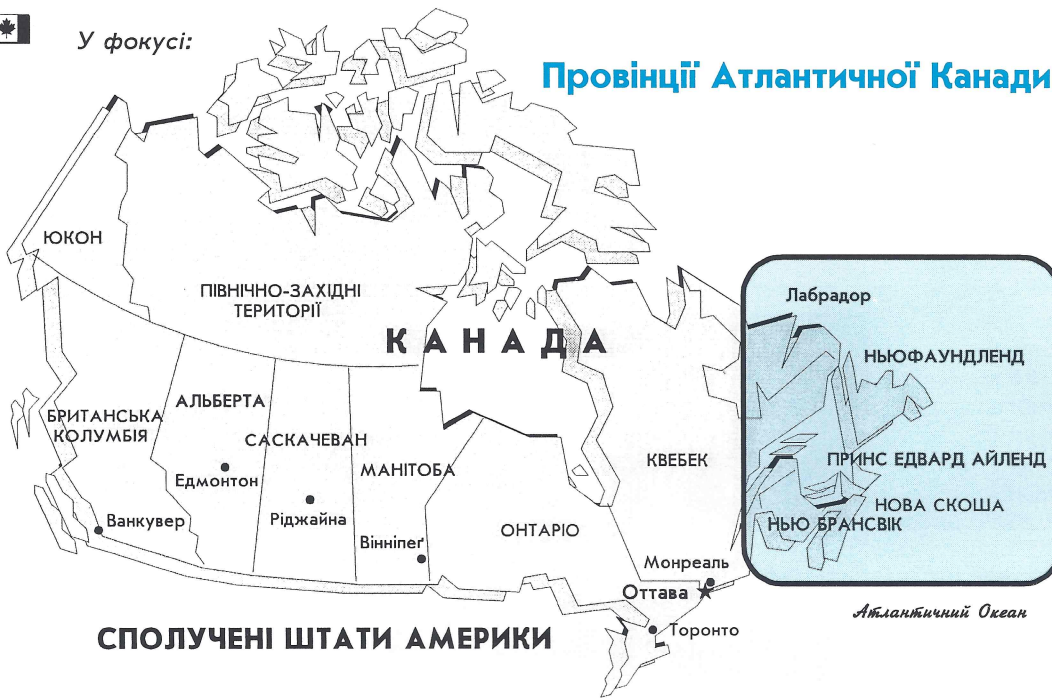 У фокусі:
Провінції Атлантичної Канади
ЮКОН
ПІВНІЧНО-ЗАХІДНІ
ТЕРИТОРІЇ
КАНАДА
Лабрадор
НЬЮФАУНДЛЕНД
БРИТАНСЬКА
КОЛУМБІЯ
АЛЬБЕРТА
САСКАЧЕВАН
МАНІТОБА
КВЕБЕК
ПРИНС ЕДВАРД АЙЛЕНД
Едмонтон
НОВА СКОША
Ванкувер
Ріджайна
НЬЮ БРАНСВІК
ОНТАРІО
Вінніпеґ
Монреаль
Оттава
Атлантичний Океан
Торонто
СПОЛУЧЕНІ ШТАТИ АМЕРИКИ